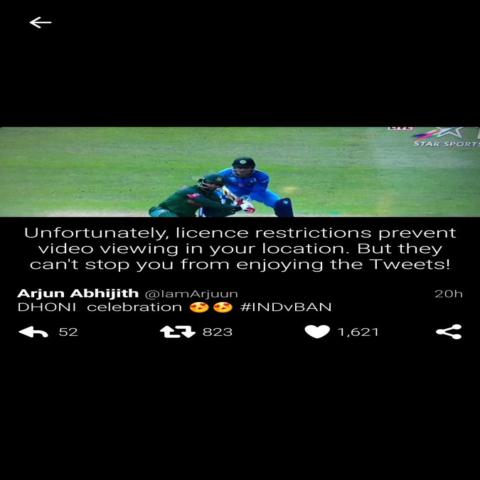 LIVE
STAR SPORTS
Unfortunately, licence restrictions prevent
video viewing in your location. But they
can't stop you from enjoying the Tweets!
Arjun Abhijith @IamArjuun 20h
DHONI celebration 😍😍 #INDvBAN
52 823 1,621